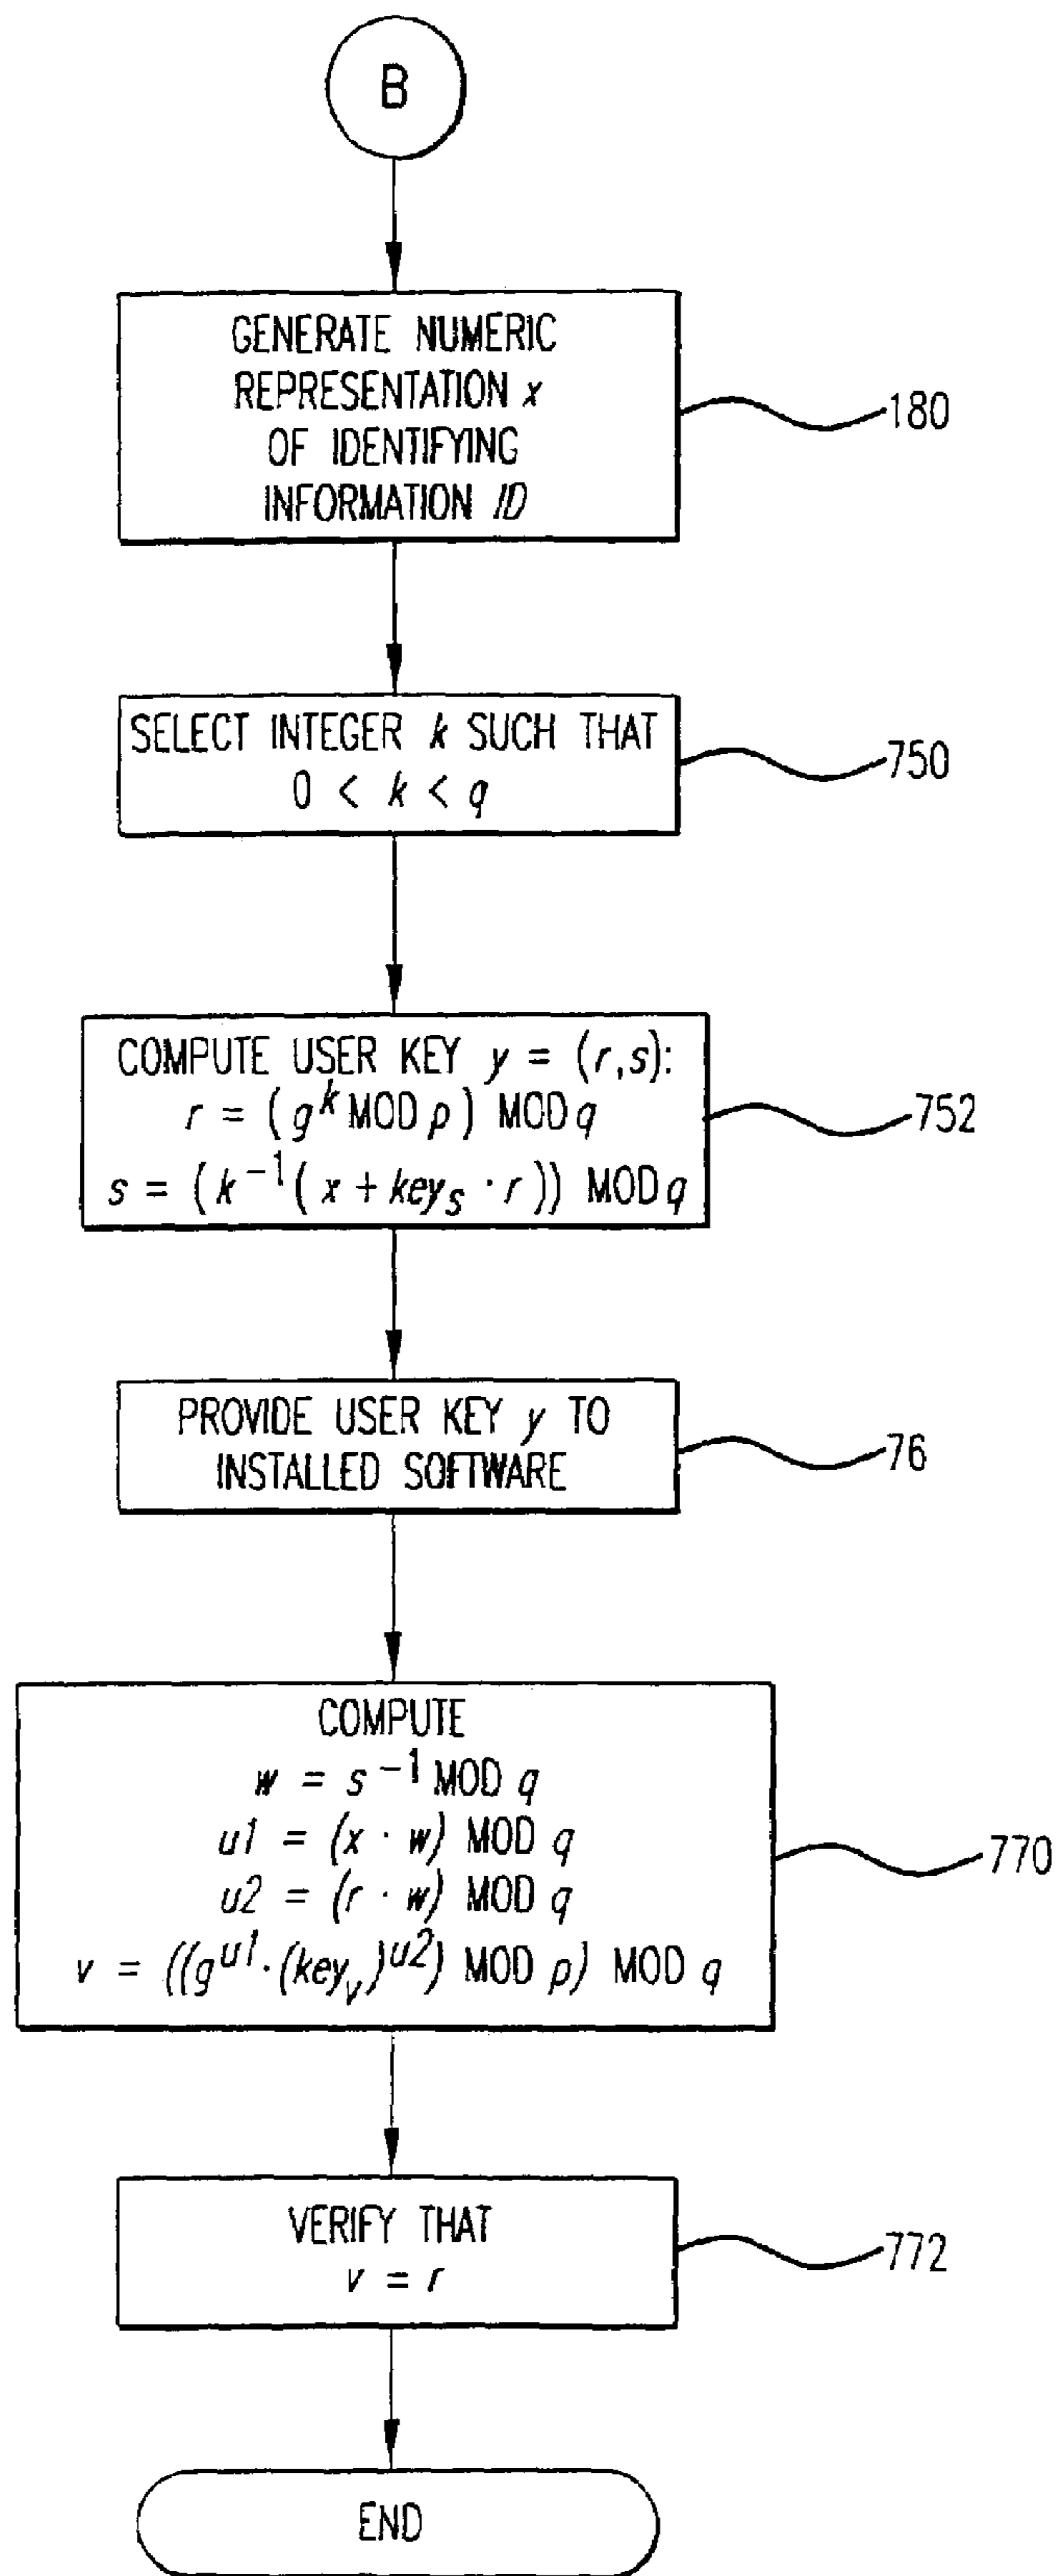 B
GENERATE NUMERIC
REPRESENTATION x
OF IDENTIFYING
INFORMATION ID
180
SELECT INTEGER k SUCH THAT
0 < k < q
750
COMPUTE USER KEY y = (r,s):
r = (g^k MOD p) MOD q
s = (k^-1(x + key_s · r)) MOD q
752
PROVIDE USER KEY y TO
INSTALLED SOFTWARE
76
COMPUTE
w = s^-1 MOD q
u1 = (x · w) MOD q
u2 = (r · w) MOD q
v = ((g^u1·(key_v)^u2) MOD p) MOD q
770
VERIFY THAT
v = r
772
END